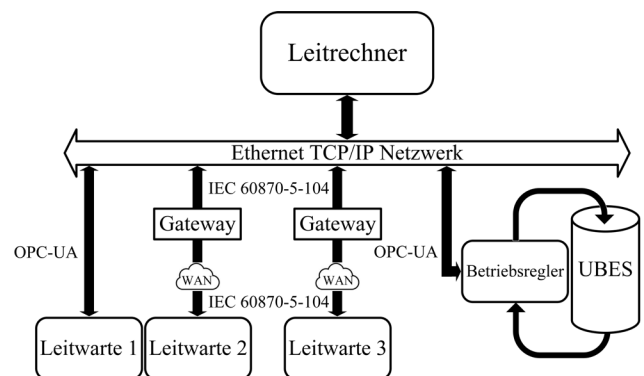 Leitrechner
Ethernet TCP/IP Netzwerk
IEC 60870-5-104
Gateway
Gateway
OPC-UA
OPC-UA
Betriebsregler
UBES
WAN
WAN
IEC 60870-5-104
Leitwarte 1
Leitwarte 2
Leitwarte 3